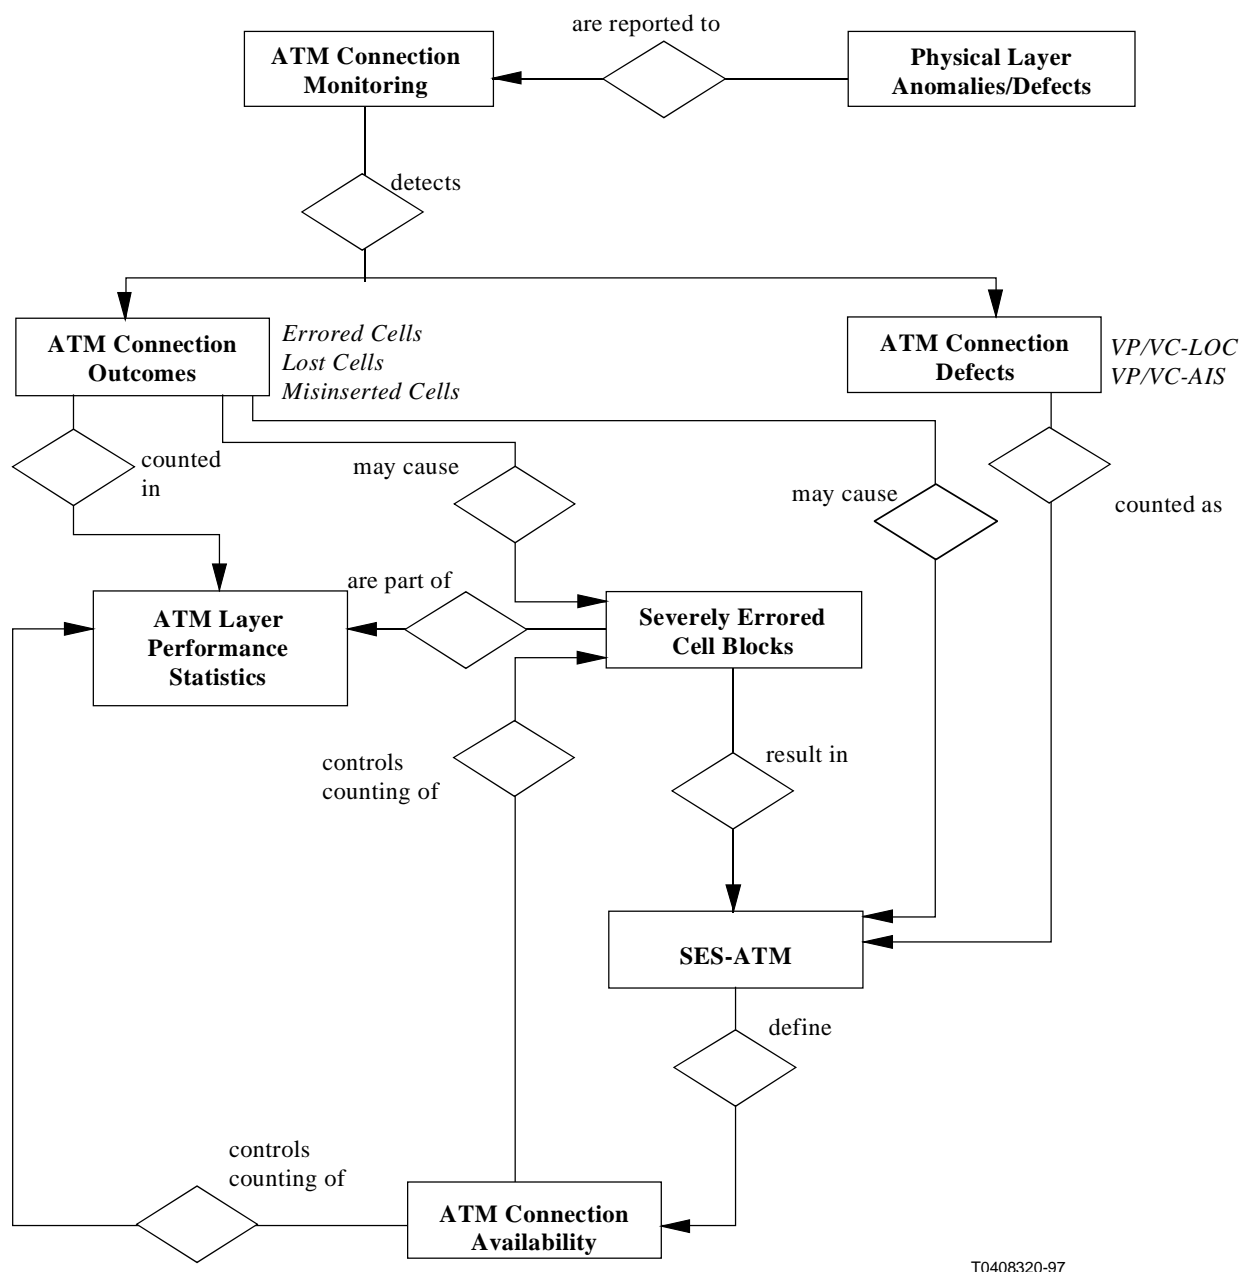 are reported to
ATM Connection
Monitoring
Physical Layer
Anomalies/Defects
detects
ATM Connection
Outcomes
Errored Cells
Lost Cells
Misinserted Cells
ATM Connection
Defects
VP/VC-LOC
VP/VC-AIS
counted
in
may cause
may cause
counted as
are part of
ATM Layer
Performance
Statistics
Severely Errored
Cell Blocks
controls
counting of
result in
SES-ATM
define
controls
counting of
ATM Connection
Availability
T0408320-97